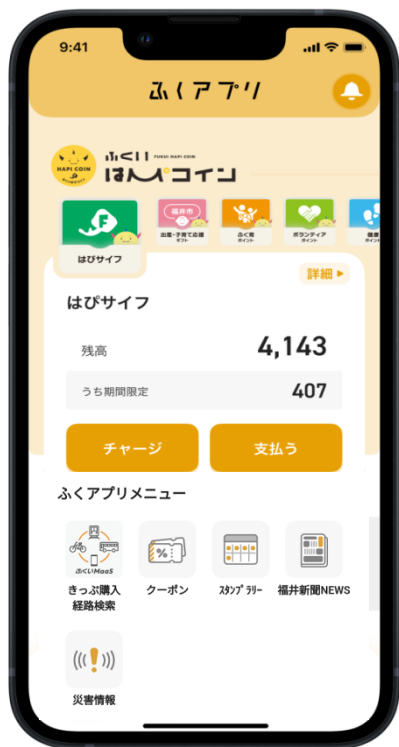 9:41
ふくアプリ
HAPI COIN
ふくい FUKUI HAPI COIN
はぴコイン
はぴサイフ
福井市
出産・子育て応援
ギフト
ふく育
ポイント
ボランティア
ポイント
健康
ポイン
詳細
はぴサイフ
残高 4,143
うち期間限定 407
チャージ 支払う
ふくアプリメニュー
ふくいMaaS
きっぷ購入
経路検索
クーポン
スタンプラリー
福井新聞NEWS
災害情報